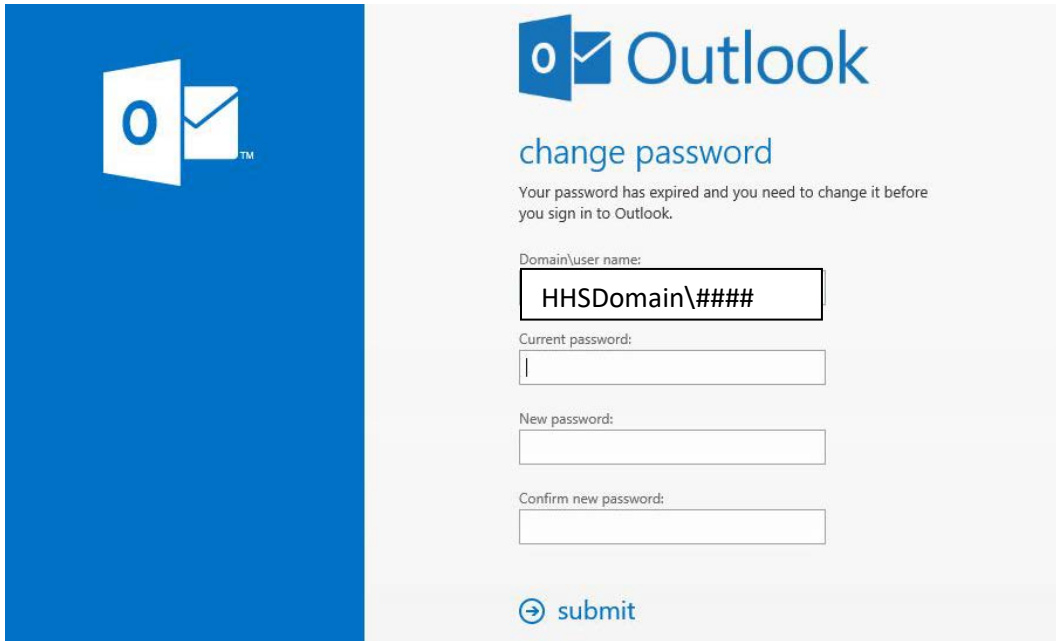 O
TM
O Outlook
change password
Your password has expired and you need to change it before
you sign in to Outlook.
Domain\user name:
HHSDomain\####
Current password:
New password:
Confirm new password:
submit